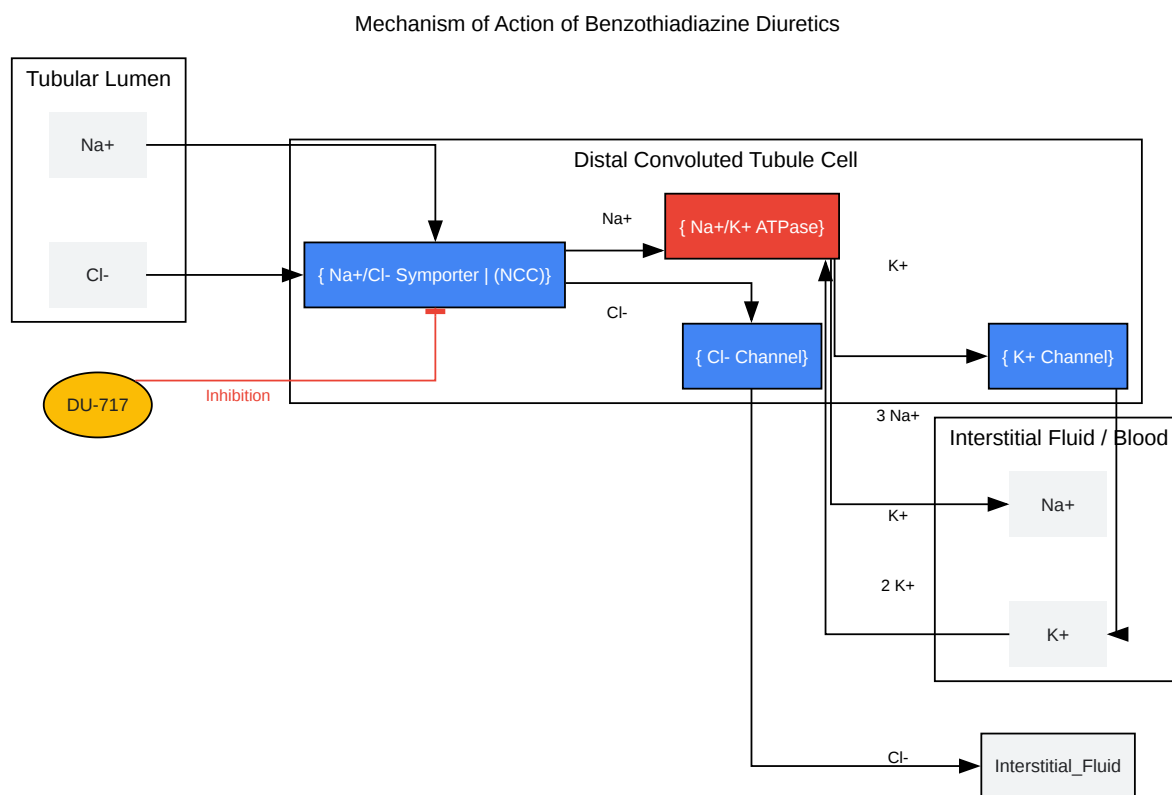 Mechanism of Action of Benzothiadiazine Diuretics
Tubular Lumen
Na+
Cl-
DU-717
Inhibition
Distal Convoluted Tubule Cell
{ Na+/Cl- Symporter | (NCC)}
Na+
Cl-
{ Na+/K+ ATPase}
K+
{ Cl- Channel}
{ K+ Channel}
3 Na+
Interstitial Fluid / Blood
Na+
K+
2 K+
K+
Cl-
Interstitial_Fluid